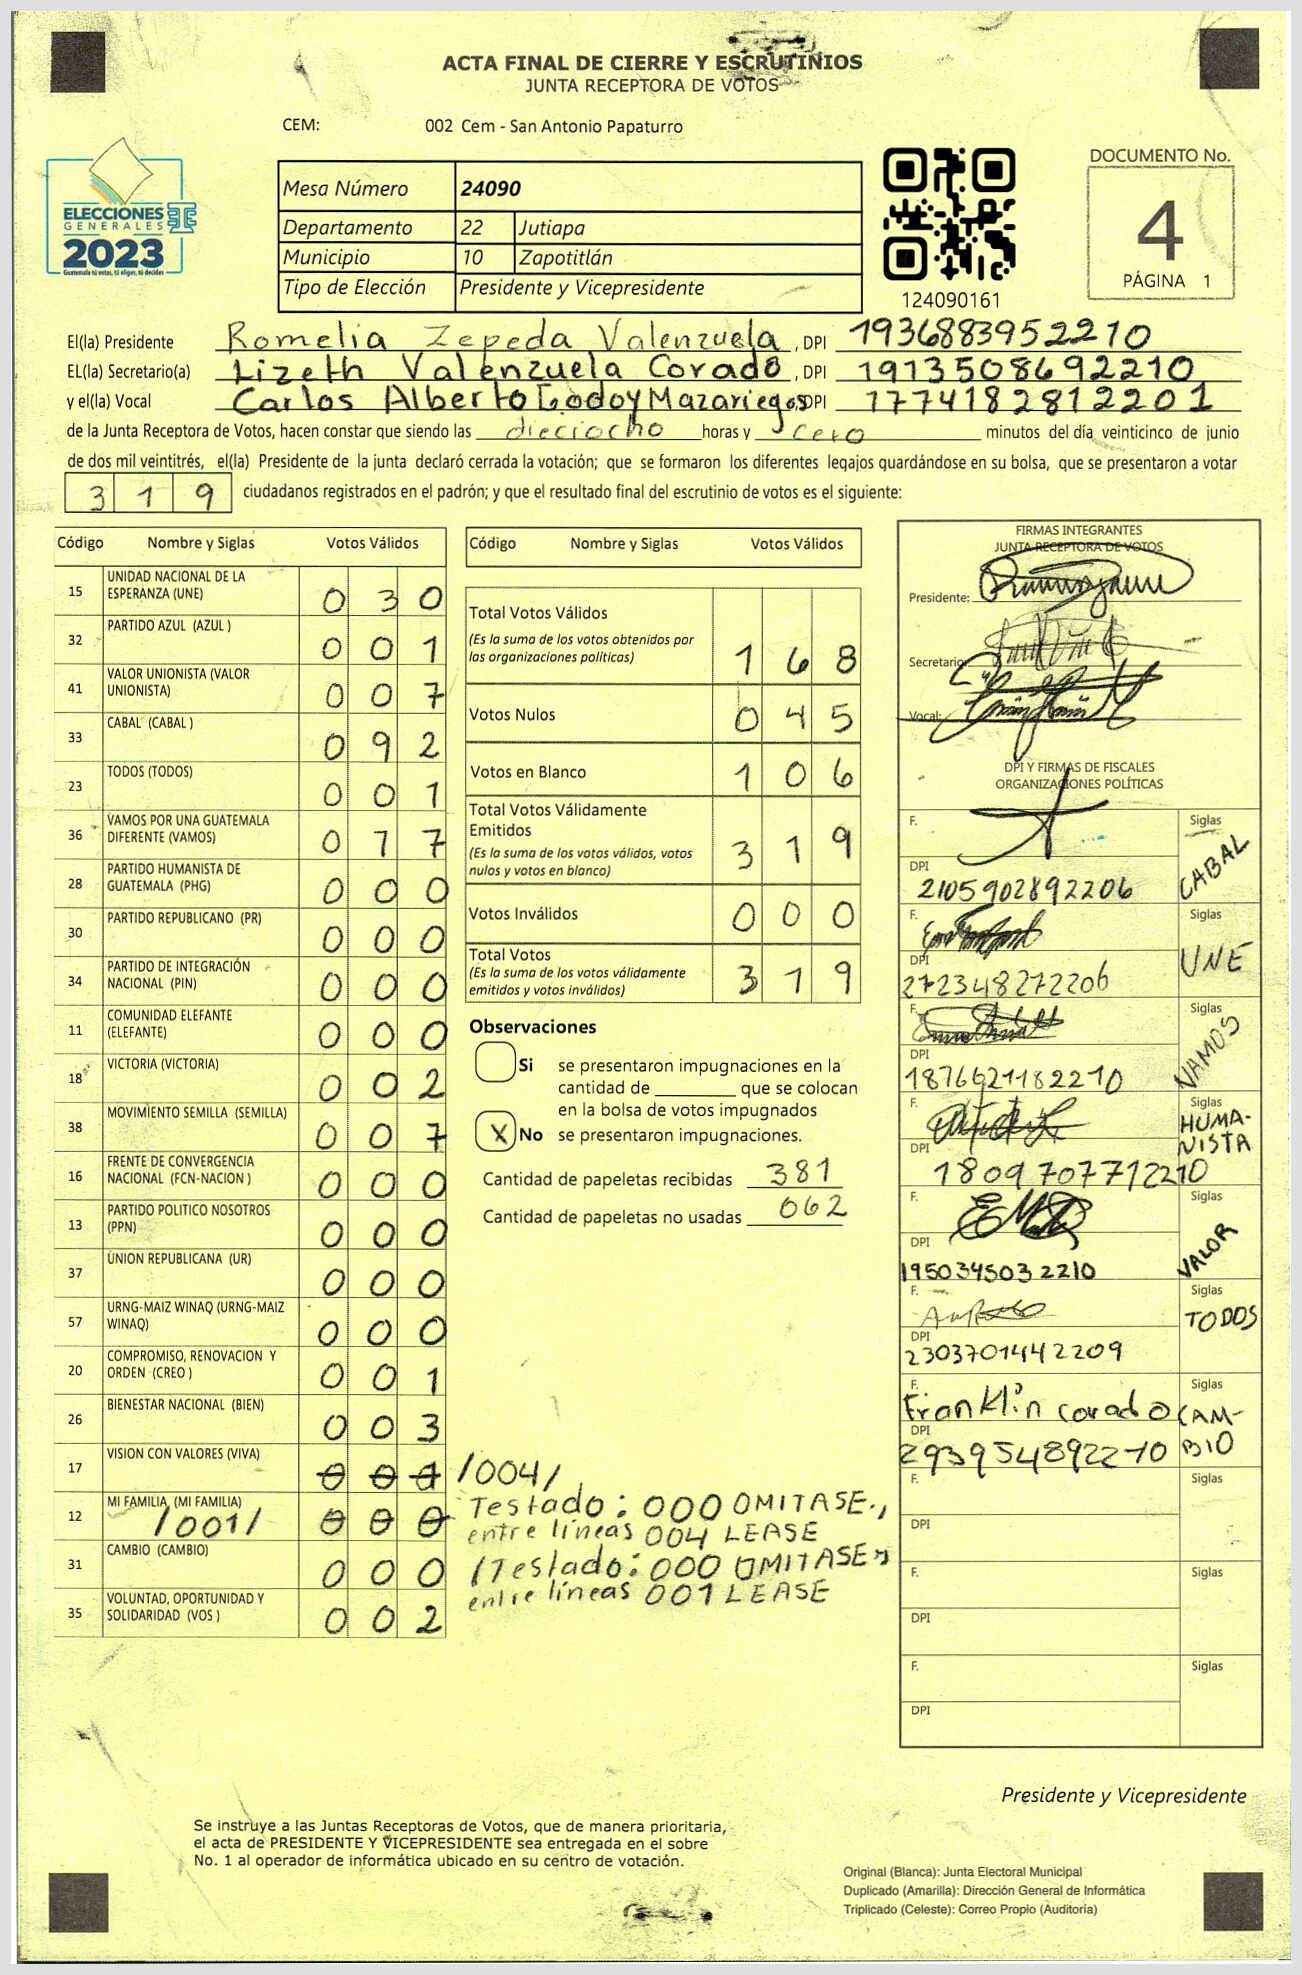 ACTA FINAL DE CIERRE Y ESCRUTINIOS
JUNTA RECEPTORA DE VOTOS
CEM: 002 Cem - San Antonio Papaturro
ELECCIONES
GENERALES
2023
Guatemala tú votas, tú eliges, tú decides
Mesa Número 24090
Departamento 22 Jutiapa
Municipio 10 Zapotitlán
Tipo de Elección Presidente y Vicepresidente
124090161
DOCUMENTO No.
4
PÁGINA 1
El(la) Presidente Romelia Zepeda Valenzuela, DPI 1936883952210
EL(la) Secretario(a) Lizeth Valenzuela Corado, DPI 1913508692210
y el(la) Vocal Carlos Alberto Godoy Mazariegos, DPI 1774182812201
de la Junta Receptora de Votos, hacen constar que siendo las dieciocho horas y cero minutos del día veinticinco de junio
de dos mil veintitrés, el(la) Presidente de la junta declaró cerrada la votación; que se formaron los diferentes legajos quardándose en su bolsa, que se presentaron a votar
3 1 9 ciudadanos registrados en el padrón; y que el resultado final del escrutinio de votos es el siguiente:
Código Nombre y Siglas Votos Válidos
15 UNIDAD NACIONAL DE LA ESPERANZA (UNE) 0 3 0
32 PARTIDO AZUL (AZUL ) 0 0 1
41 VALOR UNIONISTA (VALOR UNIONISTA) 0 0 7
33 CABAL (CABAL ) 0 9 2
23 TODOS (TODOS) 0 0 1
36 VAMOS POR UNA GUATEMALA DIFERENTE (VAMOS) 0 1 7
28 PARTIDO HUMANISTA DE GUATEMALA (PHG) 0 0 0
30 PARTIDO REPUBLICANO (PR) 0 0 0
34 PARTIDO DE INTEGRACIÓN NACIONAL (PIN) 0 0 0
11 COMUNIDAD ELEFANTE (ELEFANTE) 0 0 0
18 VICTORIA (VICTORIA) 0 0 2
38 MOVIMIENTO SEMILLA (SEMILLA) 0 0 7
16 FRENTE DE CONVERGENCIA NACIONAL (FCN-NACION ) 0 0 0
13 PARTIDO POLITICO NOSOTROS (PPN) 0 0 0
37 UNION REPUBLICANA (UR) 0 0 0
57 URNG-MAIZ WINAQ (URNG-MAIZ WINAQ) 0 0 0
20 COMPROMISO, RENOVACION Y ORDEN (CREO ) 0 0 1
26 BIENESTAR NACIONAL (BIEN) 0 0 3
17 VISION CON VALORES (VIVA) 0 0 1 /004/
12 MI FAMILIA (MI FAMILIA) /001/ 0 0 0
31 CAMBIO (CAMBIO) 0 0 0
35 VOLUNTAD, OPORTUNIDAD Y SOLIDARIDAD (VOS ) 0 0 2
Código Nombre y Siglas Votos Válidos
Total Votos Válidos
(Es la suma de los votos obtenidos por
las organizaciones políticas) 1 6 8
Votos Nulos 0 4 5
Votos en Blanco 1 0 6
Total Votos Válidamente
Emitidos
(Es la suma de los votos válidos, votos
nulos y votos en blanco) 3 1 9
Votos Inválidos 0 0 0
Total Votos
(Es la suma de los votos válidamente
emitidos y votos inválidos) 3 1 9
Observaciones
Si se presentaron impugnaciones en la
cantidad de ________ que se colocan
en la bolsa de votos impugnados
X No se presentaron impugnaciones.
Cantidad de papeletas recibidas 381
Cantidad de papeletas no usadas 062
Testado: 000 OMITASE.,
entre líneas 004 LEASE
/Testado: 000 OMITASE,
entre líneas 001 LEASE
FIRMAS INTEGRANTES
JUNTA RECEPTORA DE VOTOS
Presidente:
Secretario:
Vocal:
DPI Y FIRMAS DE FISCALES
ORGANIZACIONES POLÍTICAS
F. Siglas CABAL
DPI 2105902892206
F. Siglas UNE
DPI 272348272206
F. Siglas VAMOS
DPI 1876621182210
F. Siglas HUMA-
NISTA
DPI 1809707712210
F. Siglas VALOR
DPI 1950345032210
F. Siglas TODOS
DPI 2303701442209
F. Franklin corado Siglas CAM-
BIO
DPI 2939548922210
F. Siglas
DPI
F. Siglas
DPI
F. Siglas
DPI
Presidente y Vicepresidente
Se instruye a las Juntas Receptoras de Votos, que de manera prioritaria,
el acta de PRESIDENTE Y VICEPRESIDENTE sea entregada en el sobre
No. 1 al operador de informática ubicado en su centro de votación.
Original (Blanca): Junta Electoral Municipal
Duplicado (Amarilla): Dirección General de Informática
Triplicado (Celeste): Correo Propio (Auditoria)